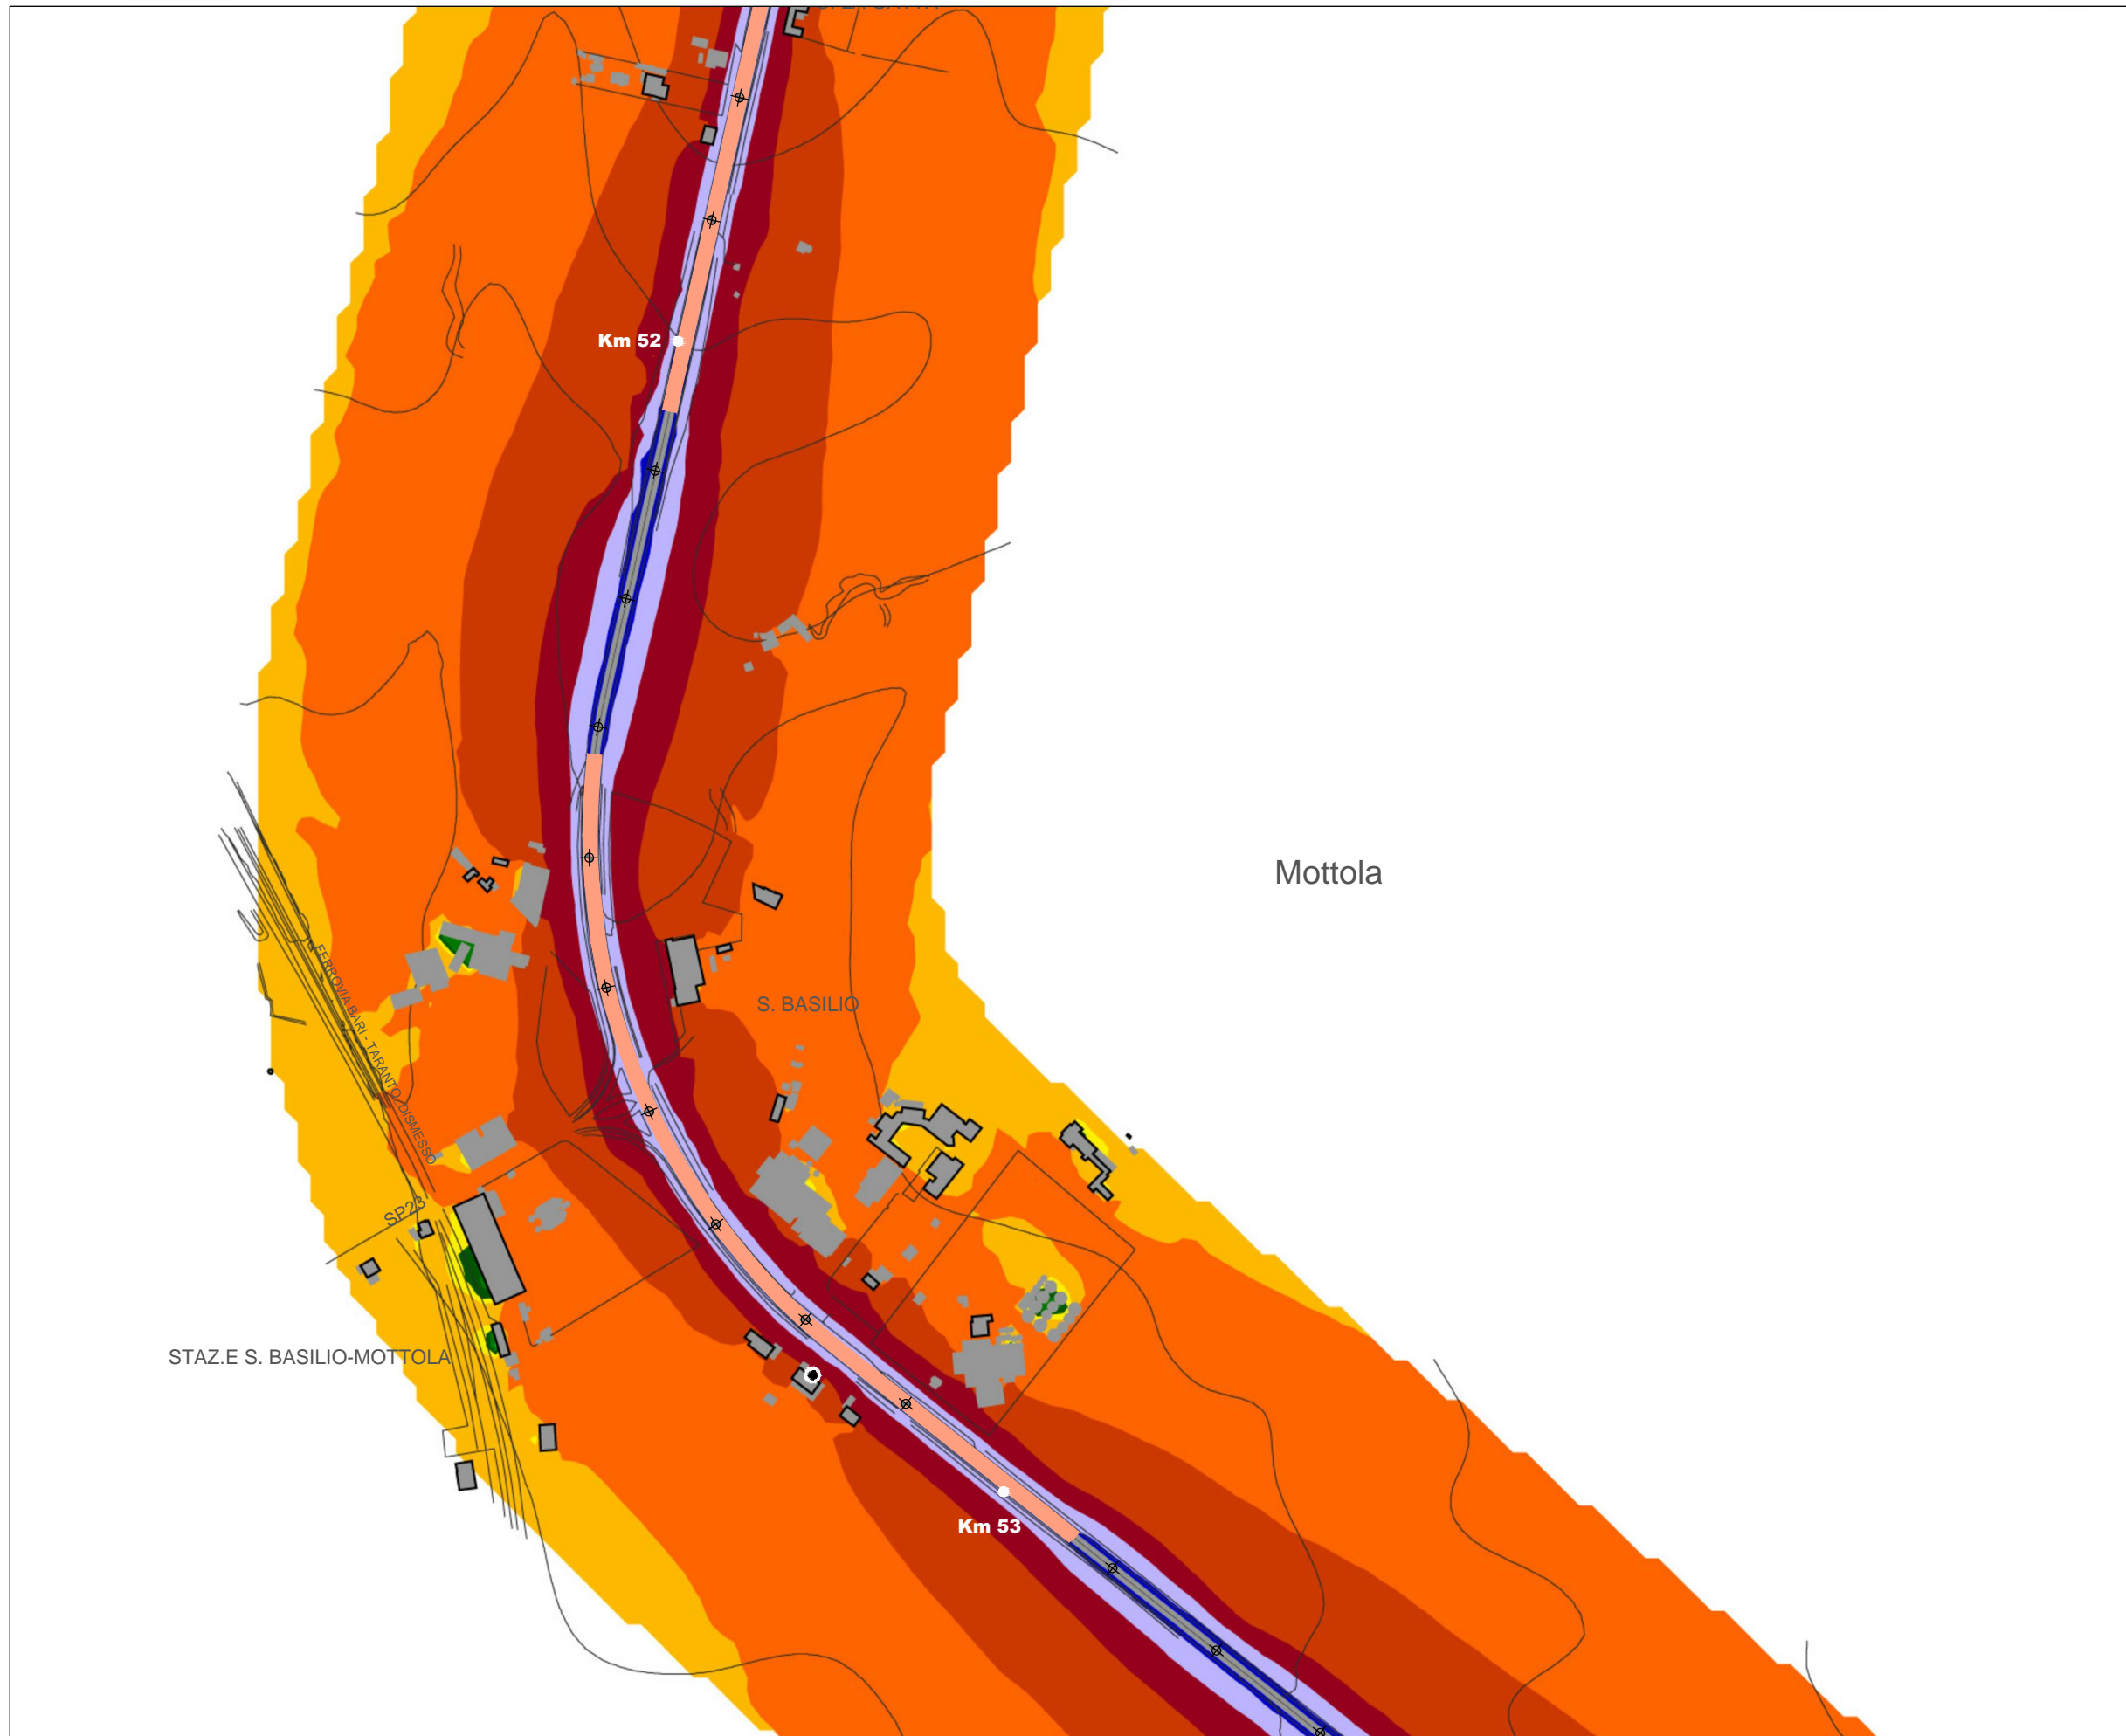 Km 52
Mottola
FERROVIA BARI - TARANTO DISMESSO
S. BASILIO
SP23
STAZ.E S. BASILIO-MOTTOLA
Km 53